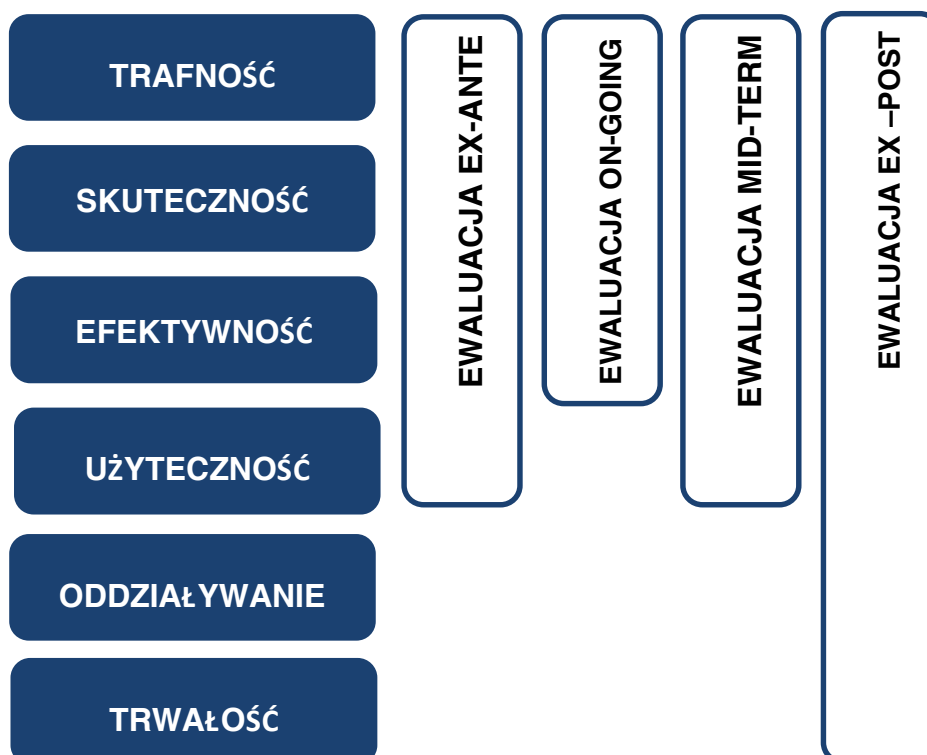 TRAFNOŚĆ
SKUTECZNOŚĆ
EFEKTYWNOŚĆ
UŻYTECZNOŚĆ
ODDZIAŁYWANIE
TRWAŁOŚĆ
EWALUACJA EX-ANTE
EWALUACJA ON-GOING
EWALUACJA MID-TERM
EWALUACJA EX –POST